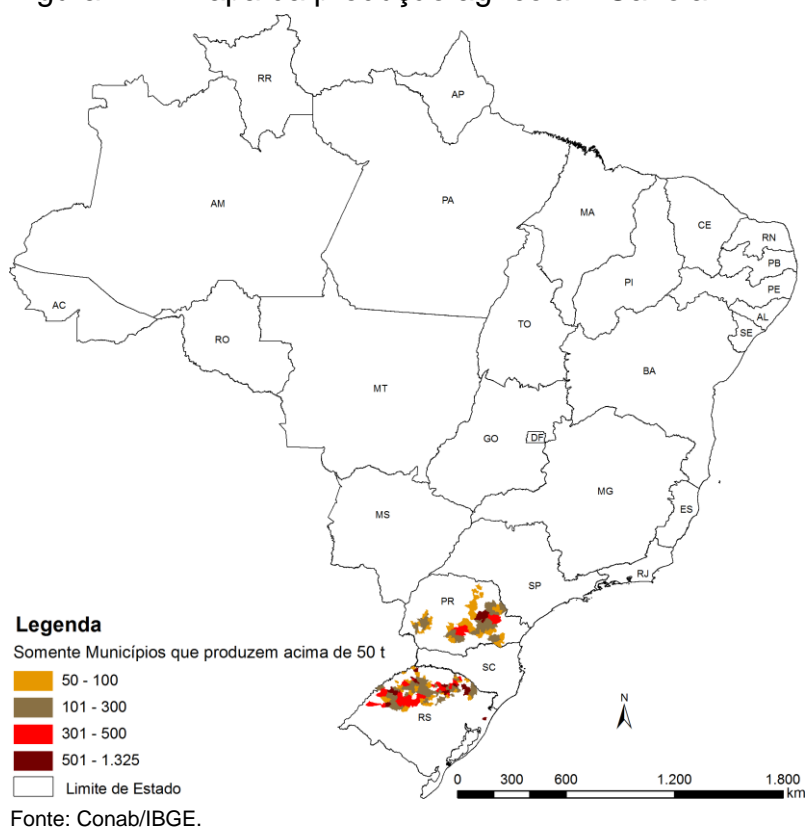 RR
AP
AM
PA
MA
CE
RN
PB
PE
AL
SE
PI
AC
TO
RO
BA
MT
GO
DF
MG
ES
MS
SP
RJ
PR
SC
RS
Legenda
Somente Municípios que produzem acima de 50 t
50 - 100
101 - 300
301 - 500
501 - 1.325
Limite de Estado
N
0 300 600 1.200 1.800
km
Fonte: Conab/IBGE.